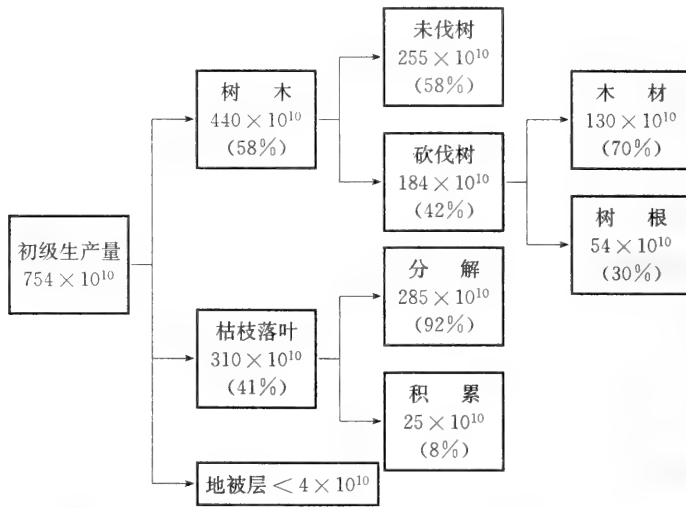 初级生产量
754×10¹⁰
树 木
440×10¹⁰
(58%)
枯枝落叶
310×10¹⁰
(41%)
地被层<4×10¹⁰
未伐树
255×10¹⁰
(58%)
砍伐树
184×10¹⁰
(42%)
分 解
285×10¹⁰
(92%)
积 累
25×10¹⁰
(8%)
木 材
130×10¹⁰
(70%)
树 根
54×10¹⁰
(30%)